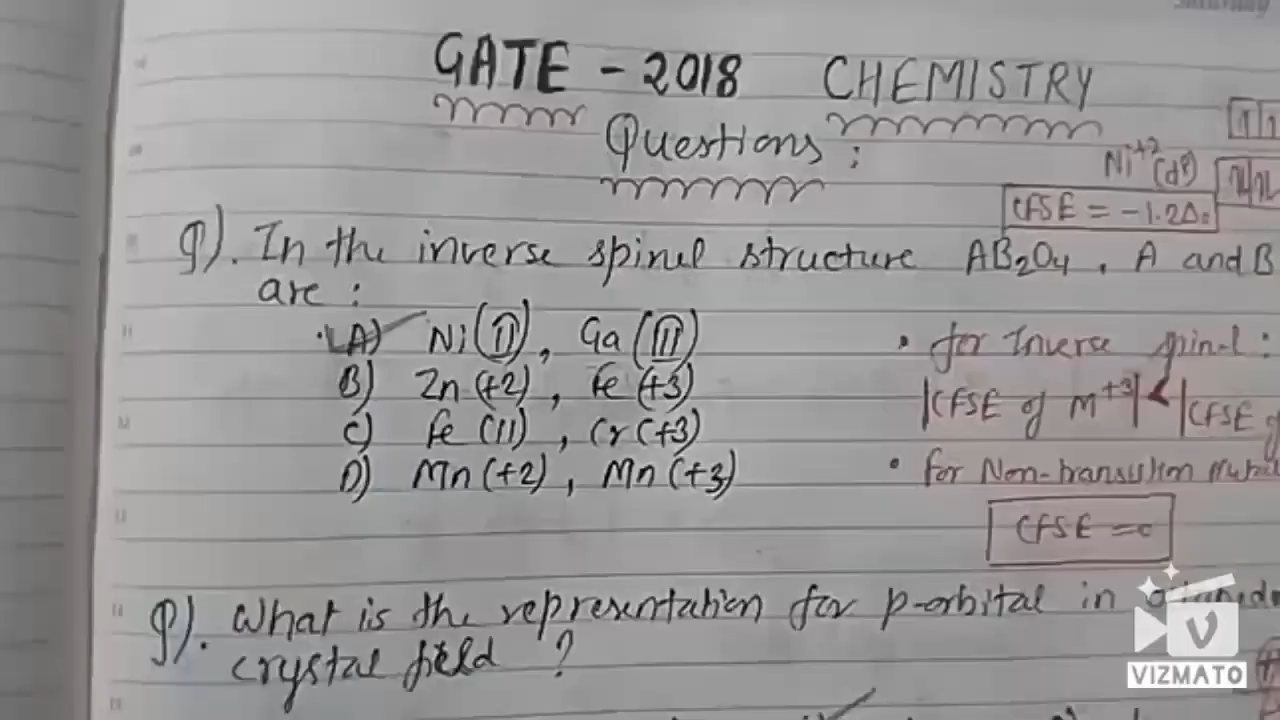 GATE - 2018 CHEMISTRY
Questions :
Ni+2 (d8)
CFSE = -1.2Δ0
Q). In the inverse spinel structure AB2O4, A and B
are :
A) Ni(II), Ga(III)
B) Zn(+2), Fe(+3)
C) Fe(II), Cr(+3)
D) Mn(+2), Mn(+3)
• for Inverse spinel :
|CFSE of M+3| < |CFSE of
• for Non-transition
CFSE = 0
Q). What is the representation for p-orbital in
crystal field ?
VIZMATO